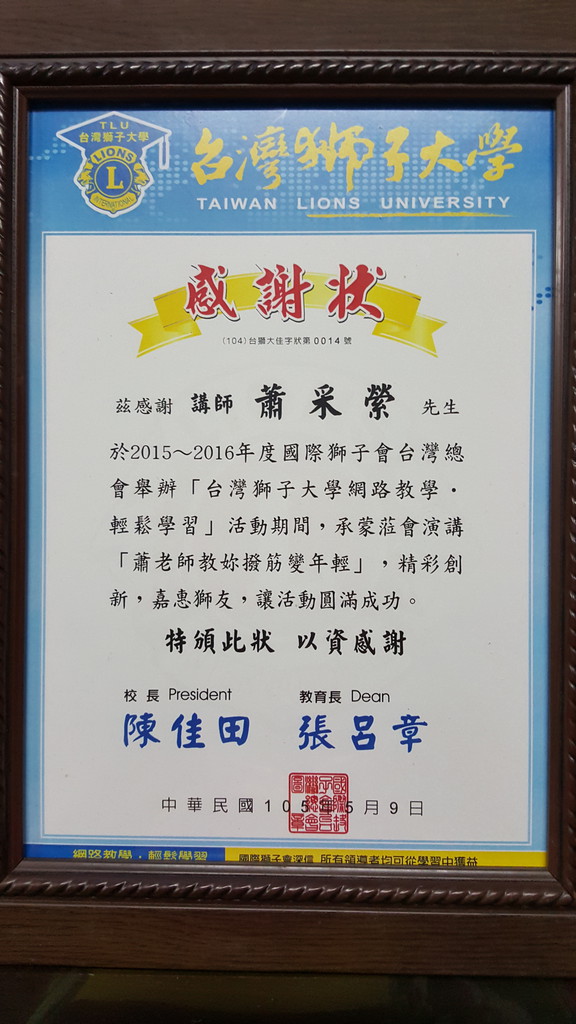 TLU
台灣獅子大學
LIONS
L
INTERNATIONAL
台灣獅子大學
TAIWAN LIONS UNIVERSITY
感謝狀
(104)台獅大佳字狀第0014號
茲感謝 講師 蕭采縈 先生
於2015～2016年度國際獅子會台灣總
會舉辦「台灣獅子大學網路教學‧
輕鬆學習」活動期間，承蒙蒞會演講
「蕭老師教妳撥筋變年輕」，精彩創
新，嘉惠獅友，讓活動圓滿成功。
特頒此狀 以資感謝
校長 President 教育長 Dean
陳佳田 張呂章
中華民國105年5月9日
網路教學‧輕鬆學習 國際獅子會深信 所有領導者均可從學習中獲益